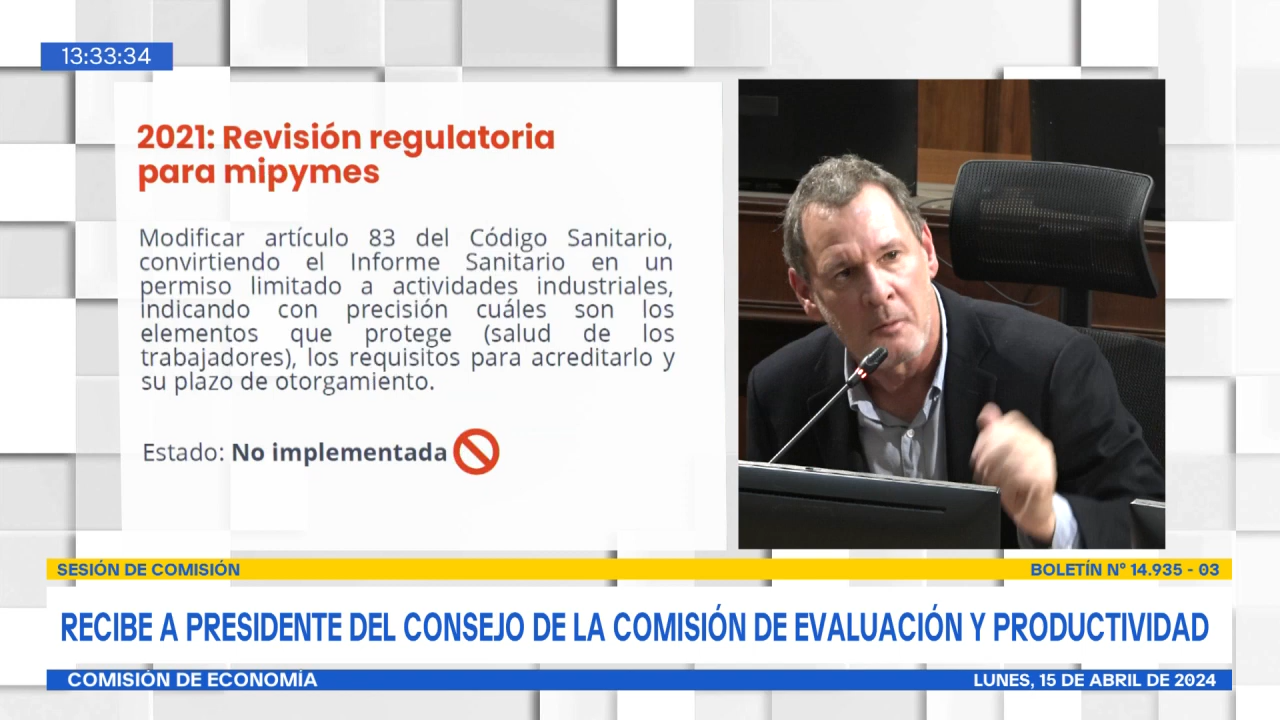 13:33:34
2021: Revisión regulatoria
para mipymes
Modificar artículo 83 del Código Sanitario,
convirtiendo el Informe Sanitario en un
permiso limitado a actividades industriales,
indicando con precisión cuáles son los
elementos que protege (salud de los
trabajadores), los requisitos para acreditarlo y
su plazo de otorgamiento.
Estado: No implementada
SESIÓN DE COMISIÓN
BOLETÍN Nº 14.935 - 03
RECIBE A PRESIDENTE DEL CONSEJO DE LA COMISIÓN DE EVALUACIÓN Y PRODUCTIVIDAD
COMISIÓN DE ECONOMÍA
LUNES, 15 DE ABRIL DE 2024